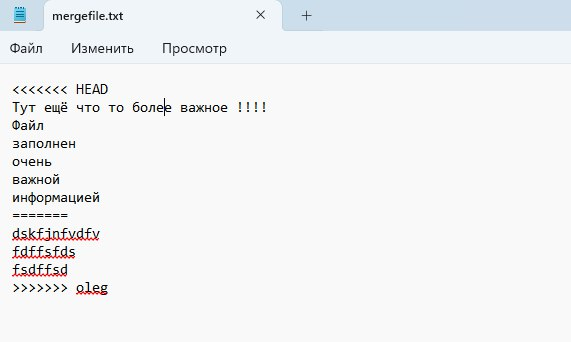 mergefile.txt
Файл Изменить Просмотр
<<<<<<< HEAD
Тут ещё что то более важное !!!!
Файл
заполнен
очень
важной
информацией
=======
dskfjnfvdfv
fdffsfds
fsdffsd
>>>>>>> oleg